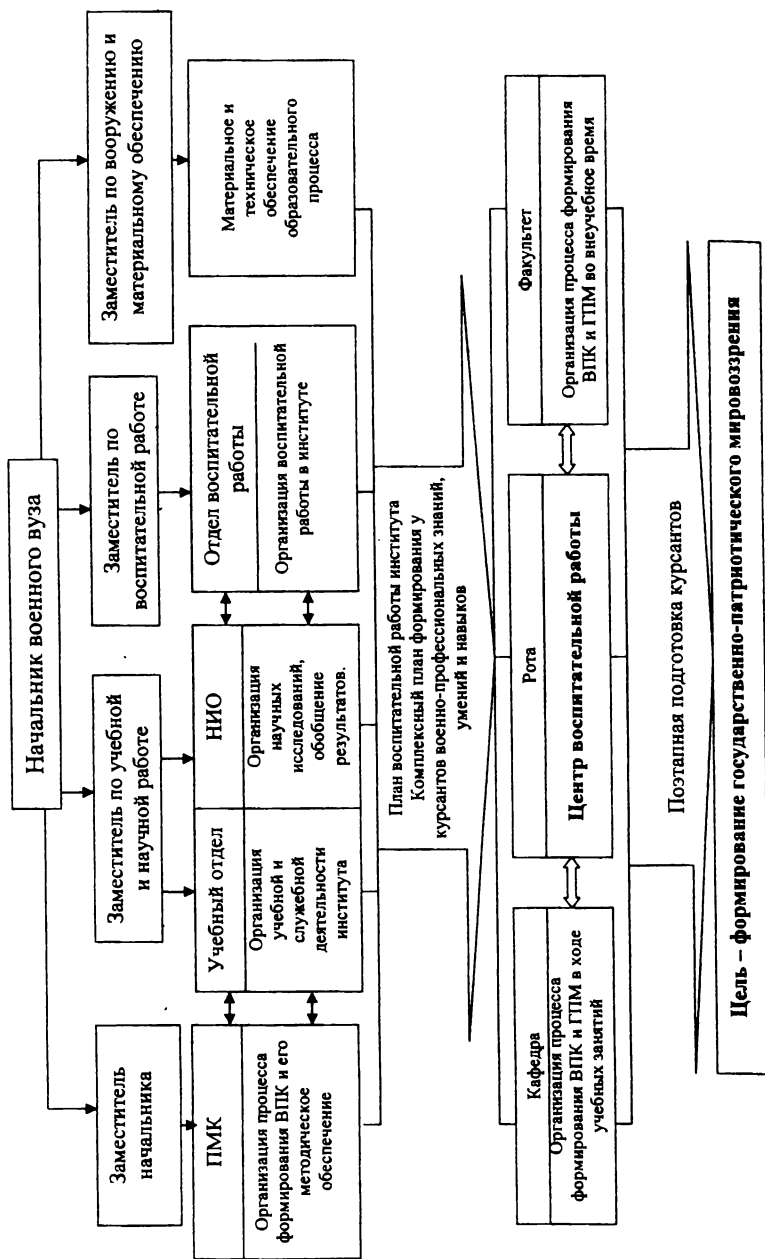 Начальник военного вуза
Заместитель
начальника
Заместитель по учебной
и научной работе
Заместитель по
воспитательной работе
Заместитель по вооружению и
материальному обеспечению
ПМК
Организация процесса
формирования ВПК и его
методическое
обеспечение
Учебный отдел
Организация
учебной и
служебной
деятельности
института
НИО
Организация
научных
исследований,
обобщение
результатов.
Отдел воспитательной
работы
Организация воспитательной
работы в институте
Материальное и
техническое
обеспечение
образовательного
процесса
План воспитательной работы института
Комплексный план формирования у
курсантов военно-профессиональных знаний,
умений и навыков
Кафедра
Организация процесса
формирования ВПК и ГПМ в ходе
учебных занятий
Рота
Центр воспитательной работы
Факультет
Организация процесса формирования
ВПК и ГПМ во внеучебное время
Поэтапная подготовка курсантов
Цель – формирование государственно-патриотического мировоззрения